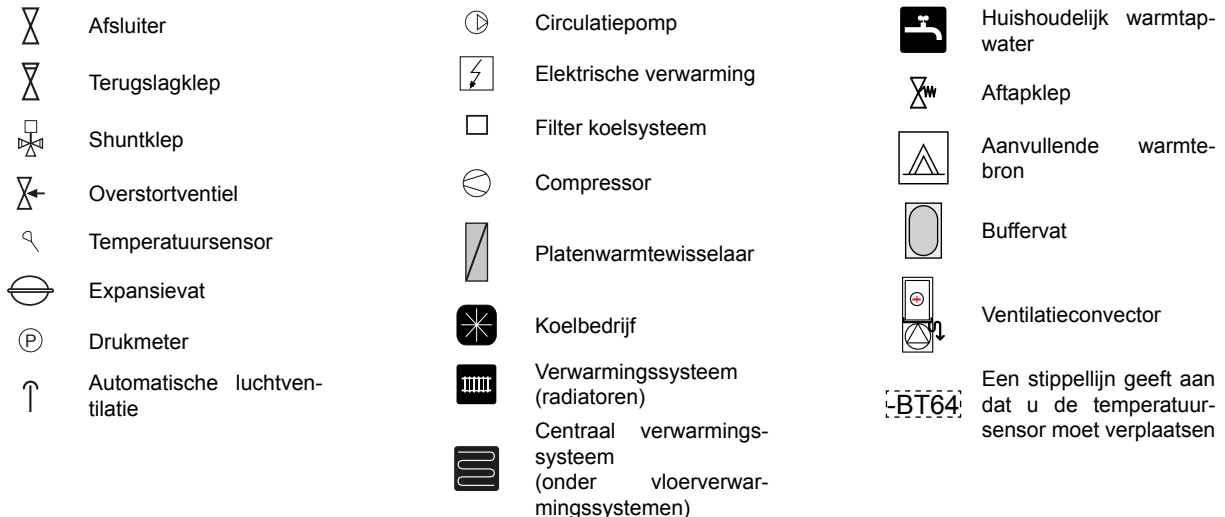 Afsluiter
Terugslagklep
Shuntklep
Overstortventiel
Temperatuursensor
Expansievat
P
Drukmeter
Automatische luchtven-
tilatie
Circulatiepomp
Elektrische verwarming
Filter koelsysteem
Compressor
Platenwarmtewisselaar
Koelbedrijf
Verwarmingssysteem
(radiatoren)
Centraal verwarmings-
systeem
(onder vloerverwar-
mingssystemen)
Huishoudelijk warmtap-
water
Aftapklep
Aanvullende warmte-
bron
Buffervat
Ventilatieconvector
-BT64
Een stippellijn geeft aan
dat u de temperatuur-
sensor moet verplaatsen